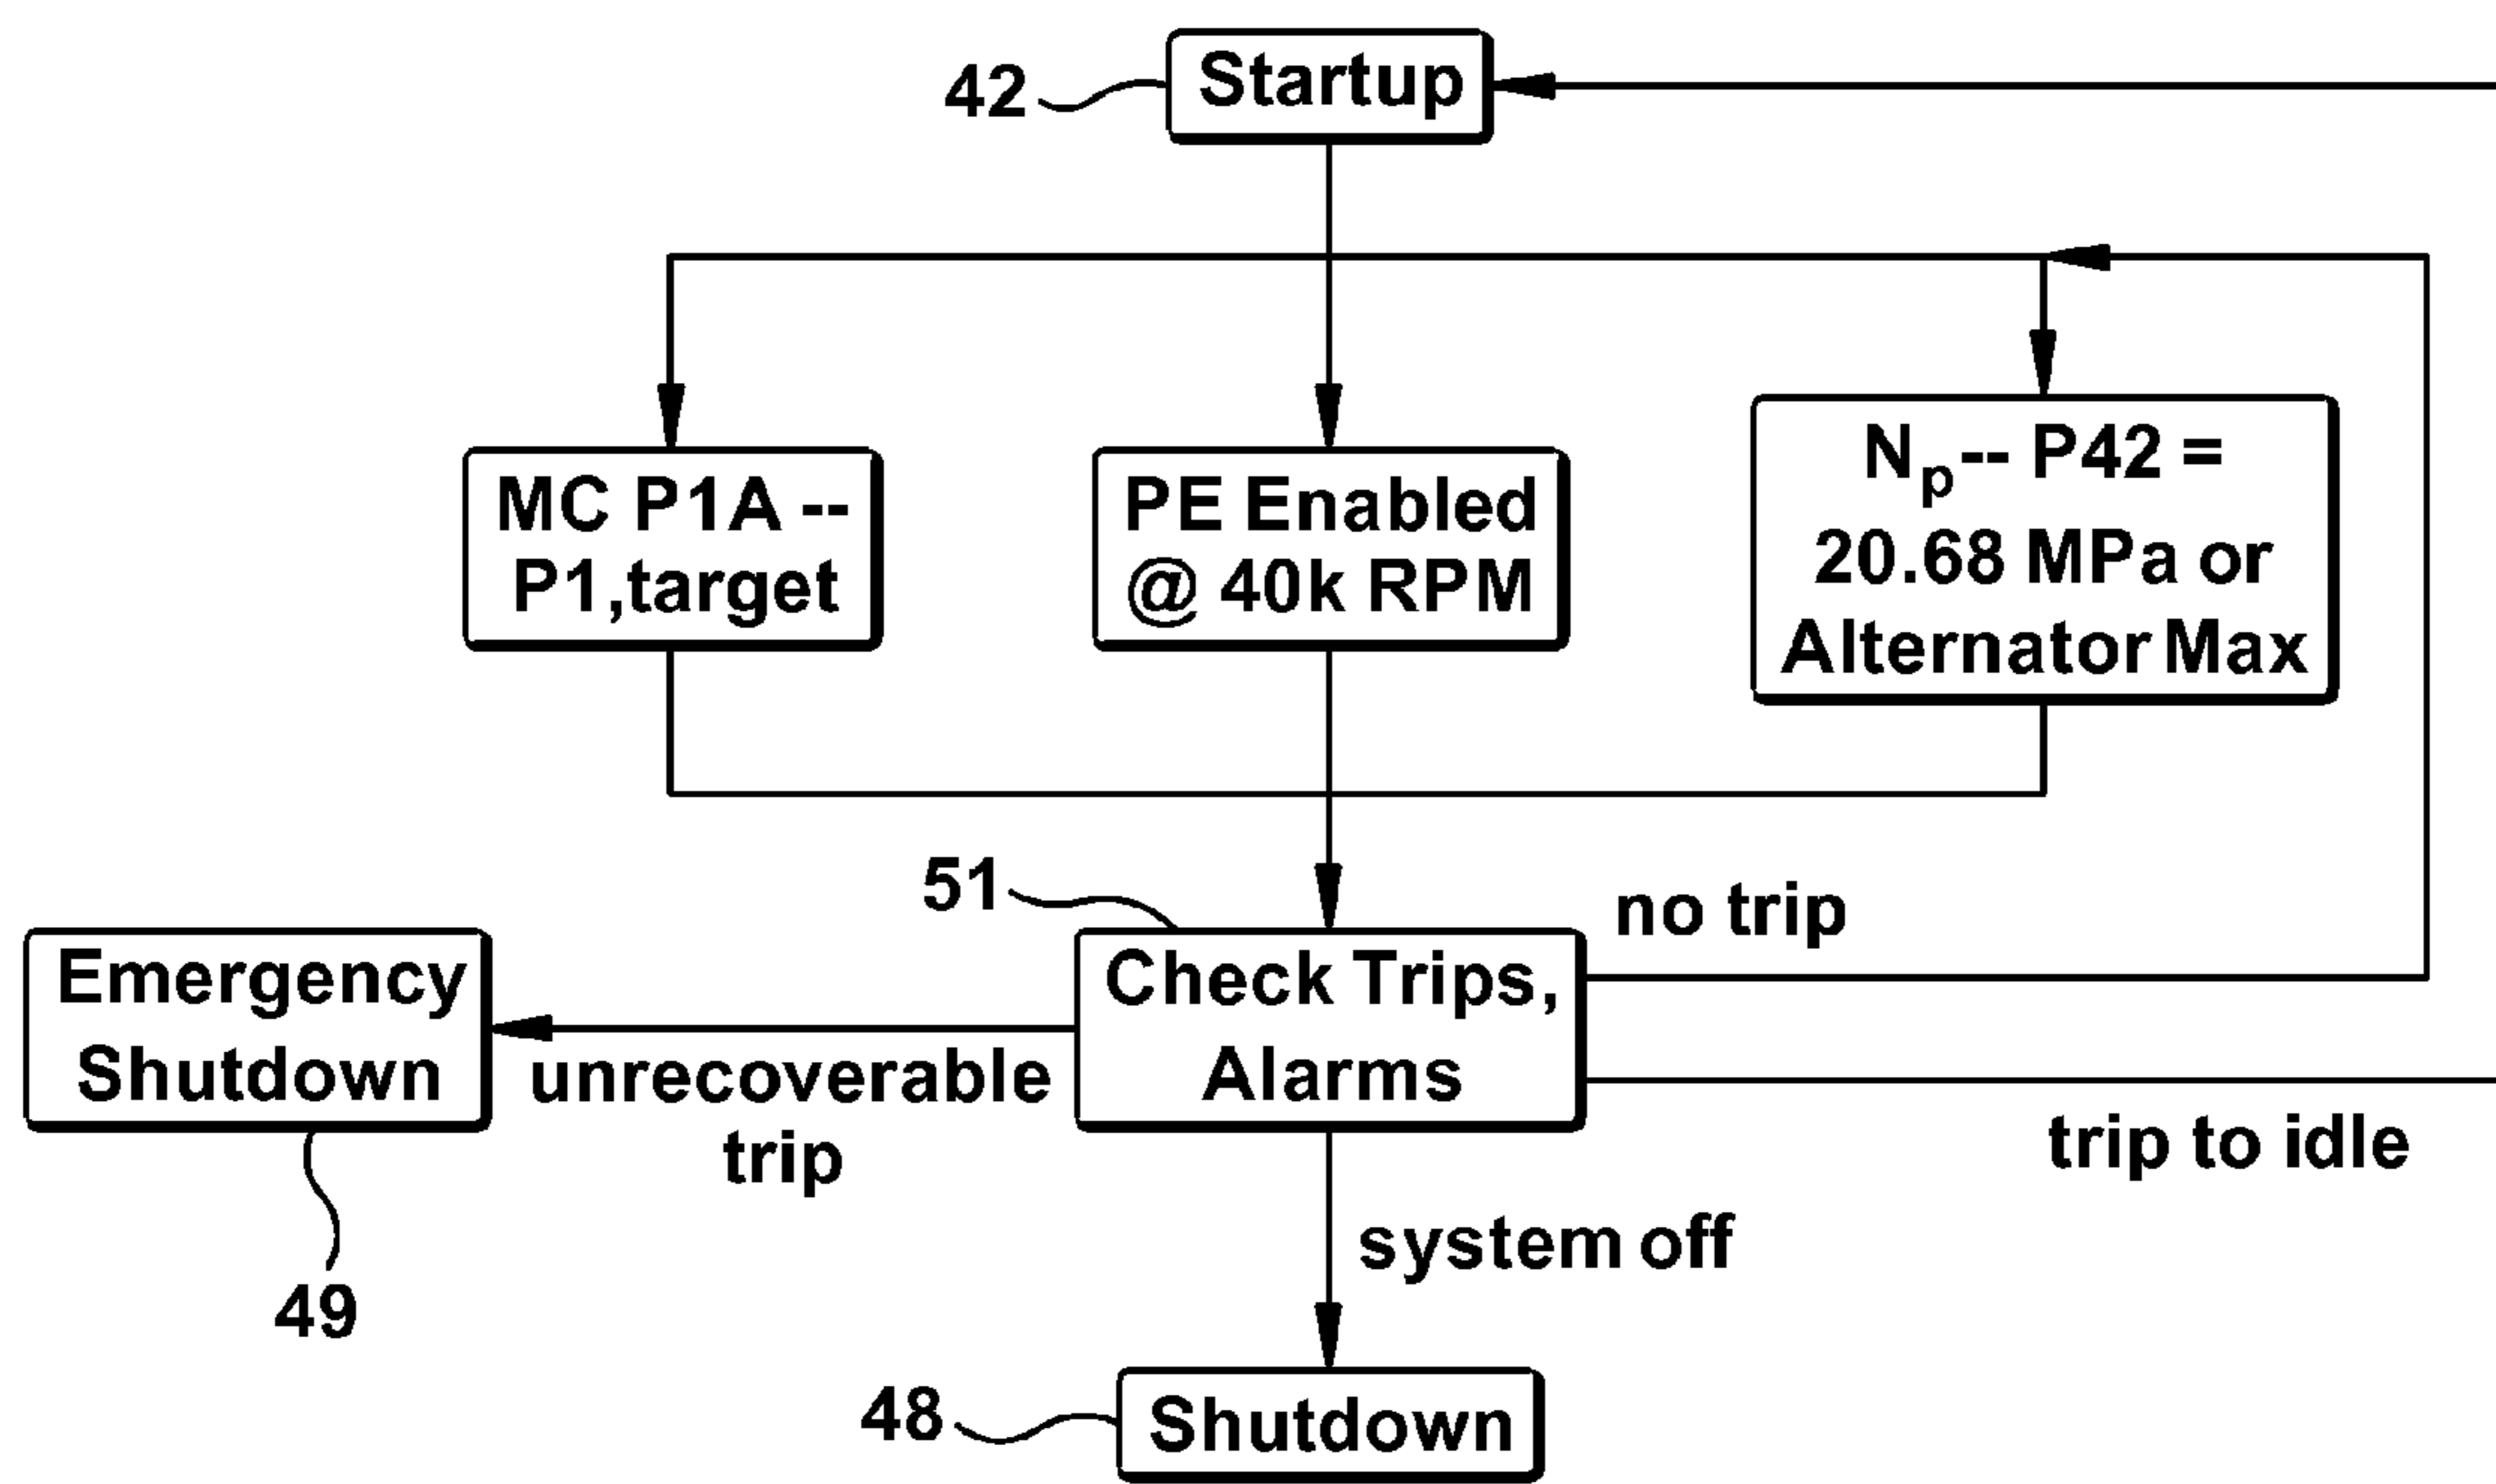 42
Startup
MC P1A --
P1,target
PE Enabled
@ 40k RPM
Np-- P42 =
20.68 MPa or
Alternator Max
51
no trip
Emergency
Shutdown
Check Trips,
Alarms
unrecoverable
trip
trip to idle
system off
49
48
Shutdown